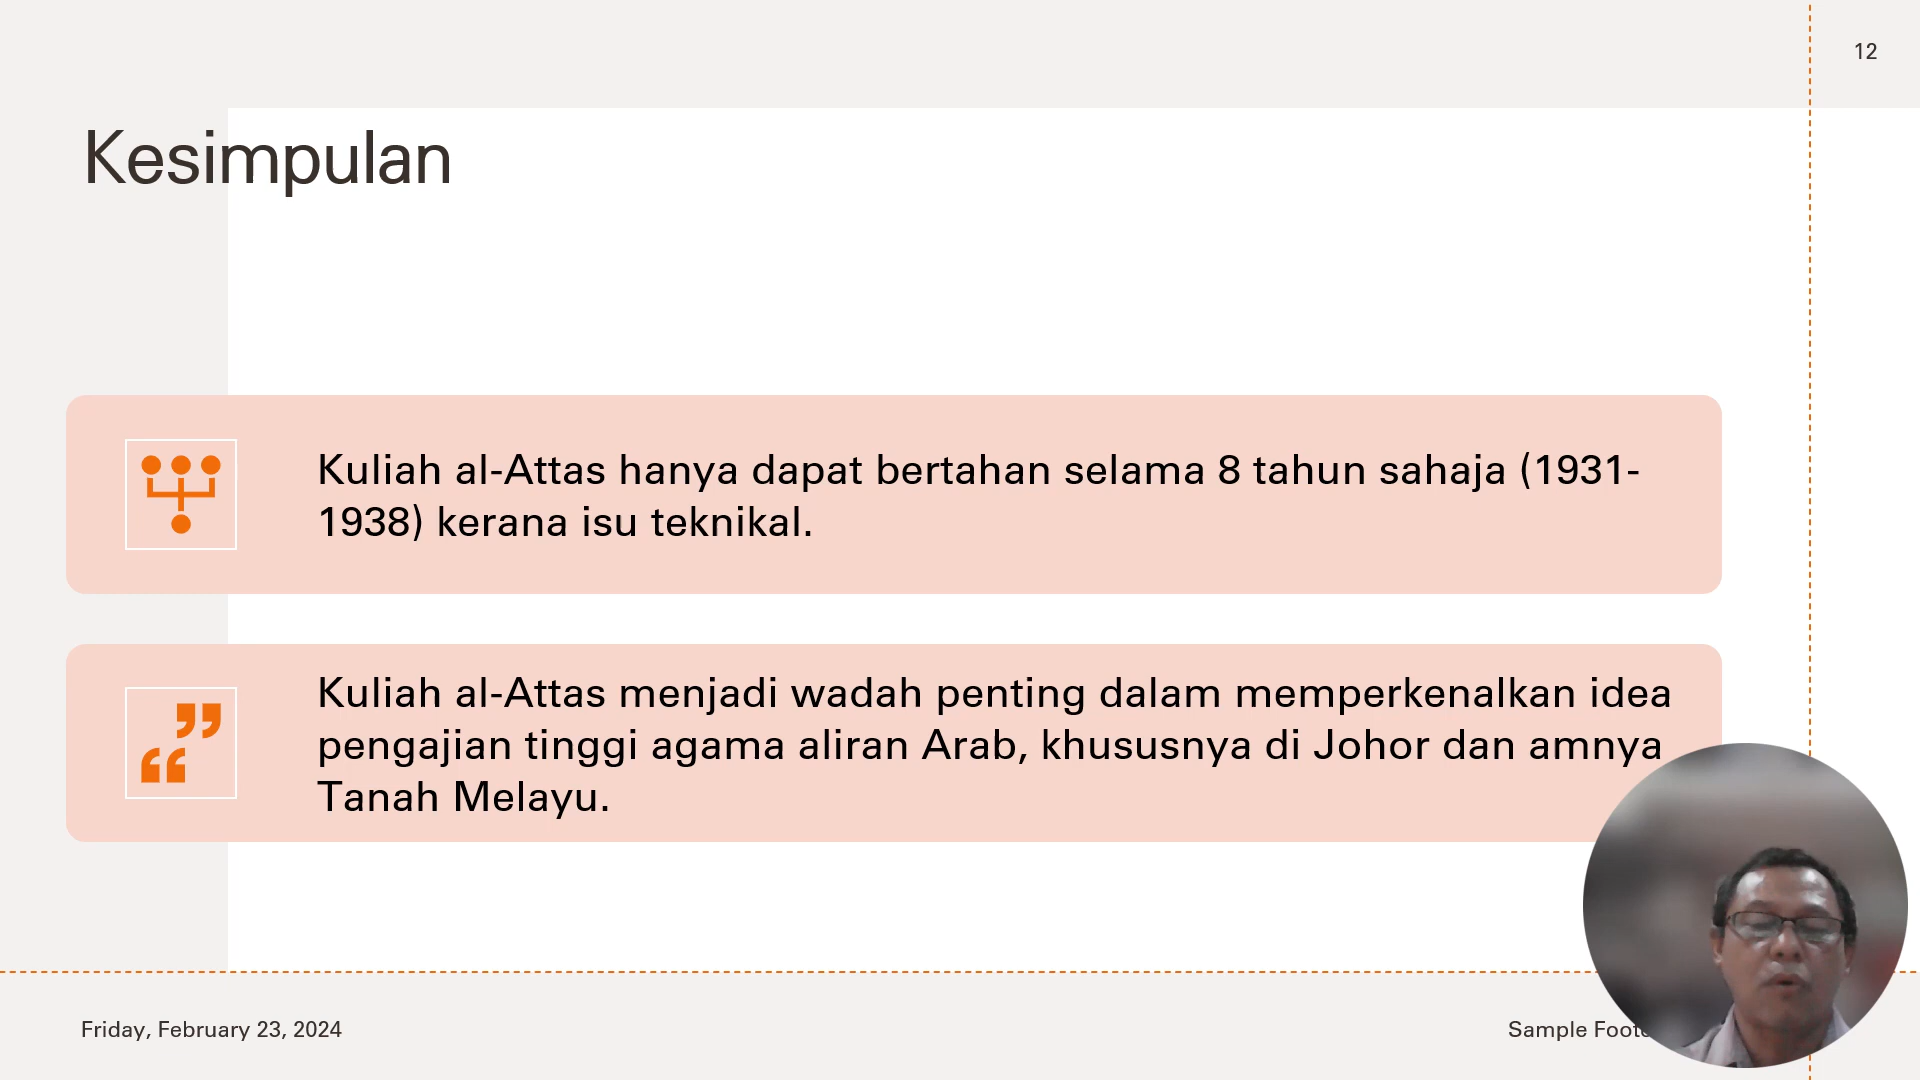 12
Kesimpulan
Kuliah al-Attas hanya dapat bertahan selama 8 tahun sahaja (1931-
1938) kerana isu teknikal.
Kuliah al-Attas menjadi wadah penting dalam memperkenalkan idea
pengajian tinggi agama aliran Arab, khususnya di Johor dan amnya
Tanah Melayu.
Friday, February 23, 2024
Sample